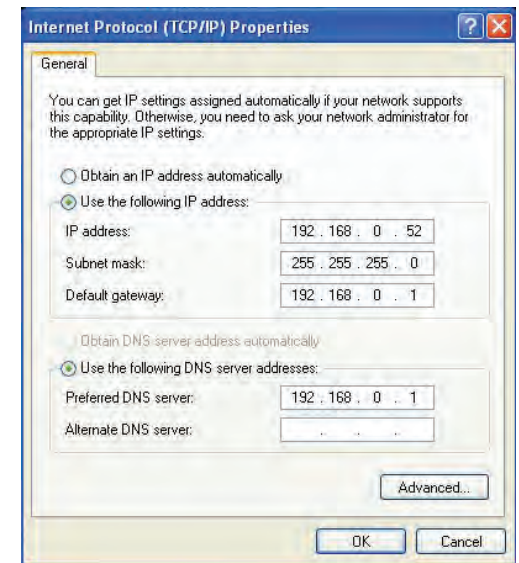 Internet Protocol (TCP/IP) Properties
General
You can get IP settings assigned automatically if your network supports
this capability. Otherwise, you need to ask your network administrator for
the appropriate IP settings.
Obtain an IP address automatically
Use the following IP address:
IP address: 192 . 168 . 0 . 52
Subnet mask: 255 . 255 . 255 . 0
Default gateway: 192 . 168 . 0 . 1
Obtain DNS server address automatically
Use the following DNS server addresses:
Preferred DNS server: 192 . 168 . 0 . 1
Alternate DNS server: . . .
Advanced...
OK Cancel